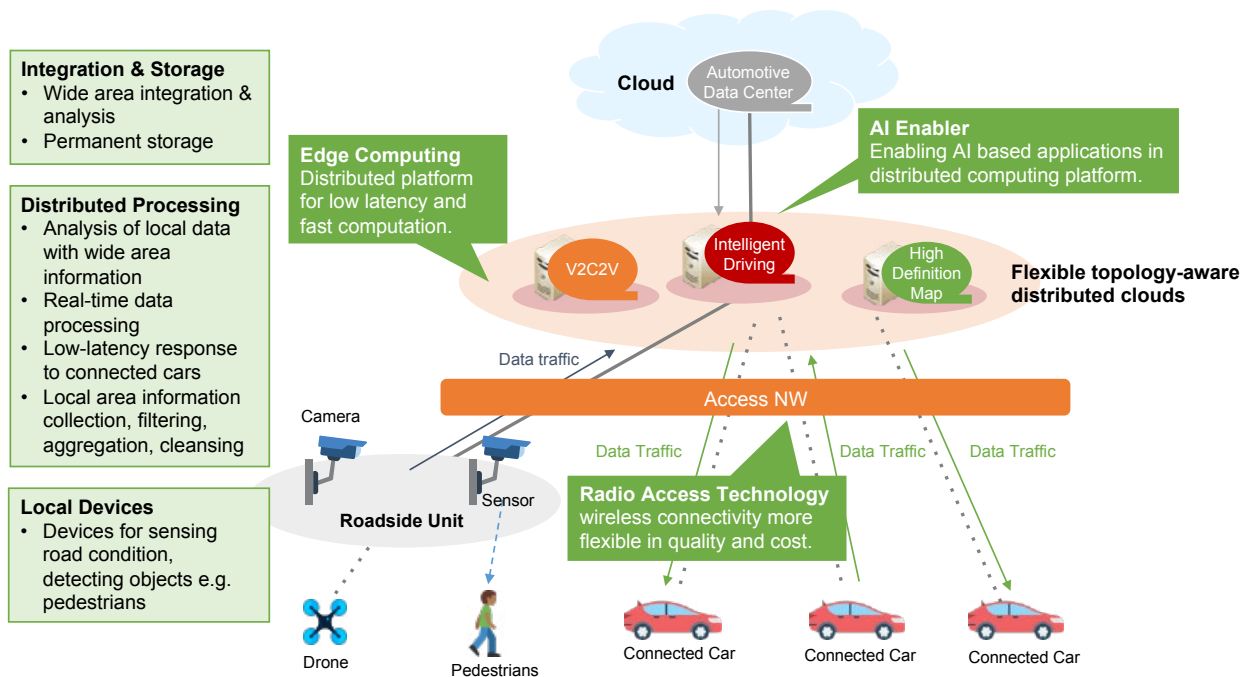 Integration & Storage
• Wide area integration &
analysis
• Permanent storage
Distributed Processing
• Analysis of local data
with wide area
information
• Real-time data
processing
• Low-latency response
to connected cars
• Local area information
collection, filtering,
aggregation, cleansing
Local Devices
• Devices for sensing
road condition,
detecting objects e.g.
pedestrians
Cloud
Automotive
Data Center
Edge Computing
Distributed platform
for low latency and
fast computation.
AI Enabler
Enabling AI based applications in
distributed computing platform.
V2C2V
Intelligent
Driving
High
Definition
Map
Flexible topology-aware
distributed clouds
Data traffic
Access NW
Camera
Sensor
Roadside Unit
Data Traffic
Data Traffic
Data Traffic
Radio Access Technology
wireless connectivity more
flexible in quality and cost.
Drone
Pedestrians
Connected Car
Connected Car
Connected Car